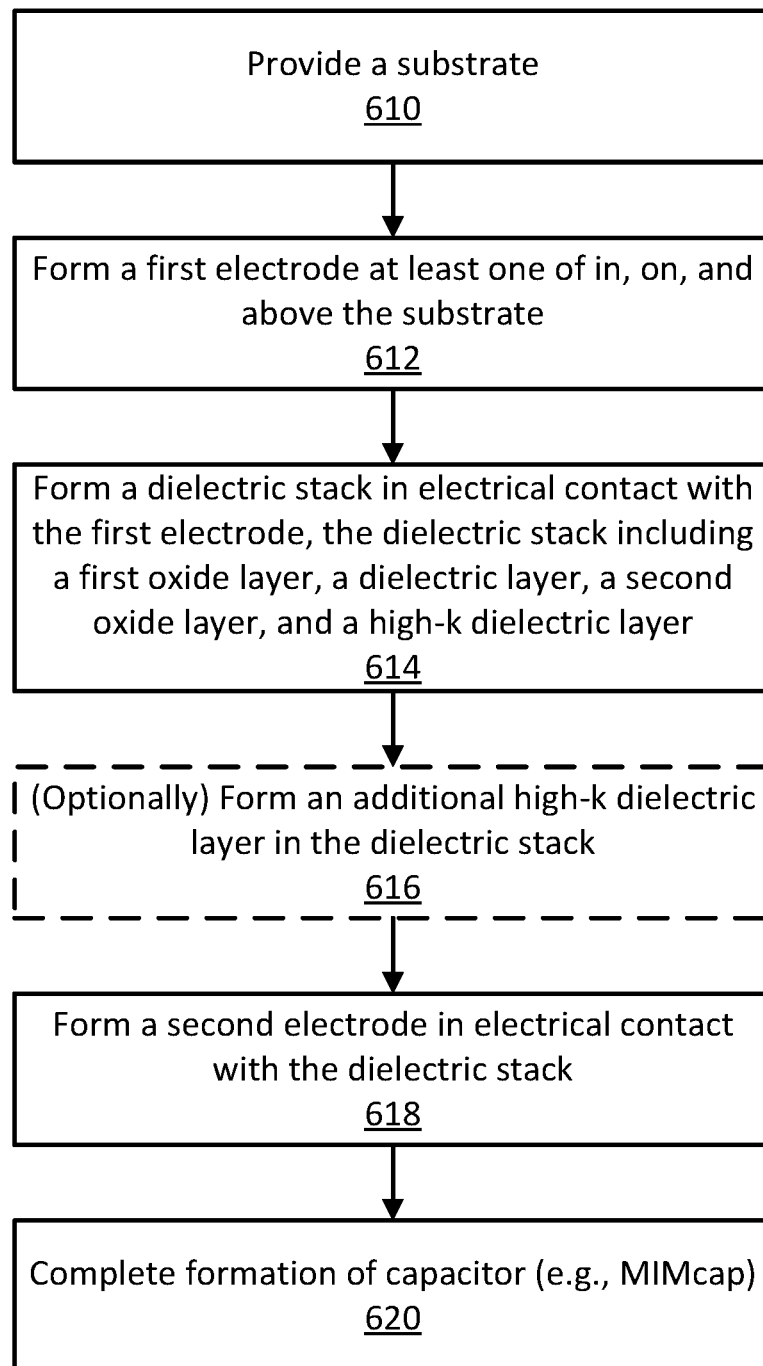 Provide a substrate
610
Form a first electrode at least one of in, on, and
above the substrate
612
Form a dielectric stack in electrical contact with
the first electrode, the dielectric stack including
a first oxide layer, a dielectric layer, a second
oxide layer, and a high-k dielectric layer
614
(Optionally) Form an additional high-k dielectric
layer in the dielectric stack
616
Form a second electrode in electrical contact
with the dielectric stack
618
Complete formation of capacitor (e.g., MIMcap)
620